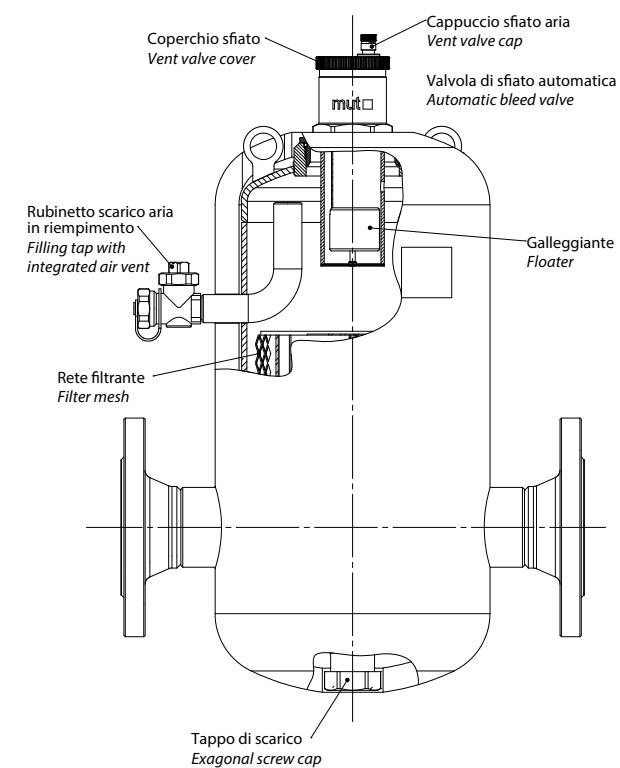 Cappuccio sfiato aria
Vent valve cap
Coperchio sfiato
Vent valve cover
Valvola di sfiato automatica
Automatic bleed valve
mut
Rubinetto scarico aria
in riempimento
Filling tap with
integrated air vent
Galleggiante
Floater
Rete filtrante
Filter mesh
Tappo di scarico
Exagonal screw cap